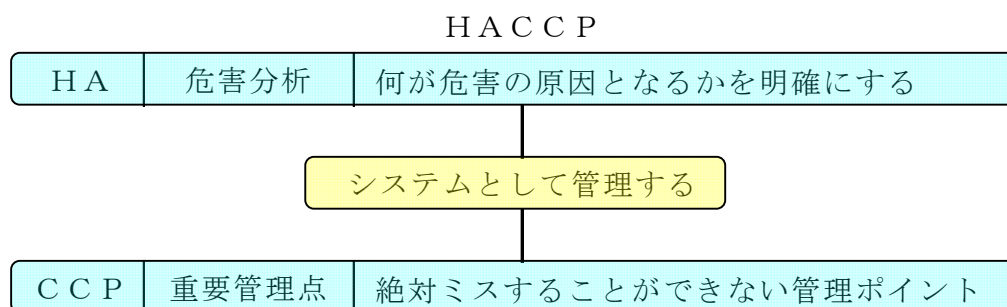 ＨＡＣＣＰ
ＨＡ 危害分析 何が危害の原因となるかを明確にする
システムとして管理する
ＣＣＰ 重要管理点 絶対ミスすることができない管理ポイント